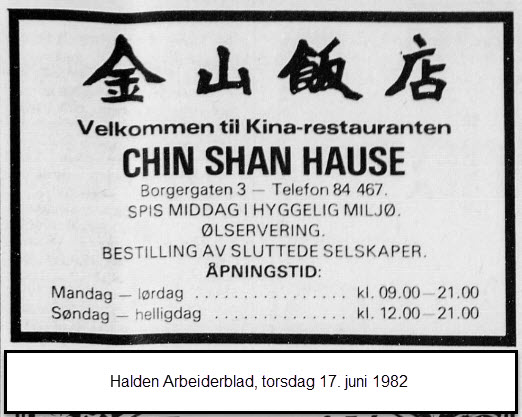 金山飯店
Velkommen til Kina-restauranten
CHIN SHAN HAUSE
Borgergaten 3 — Telefon 84 467.
SPIS MIDDAG I HYGGELIG MILJØ.
ØLSERVERING.
BESTILLING AV SLUTTEDE SELSKAPER.
ÅPNINGSTID:
Mandag — lørdag ................ kl. 09.00—21.00
Søndag — helligdag .............. kl. 12.00—21.00
Halden Arbeiderblad, torsdag 17. juni 1982